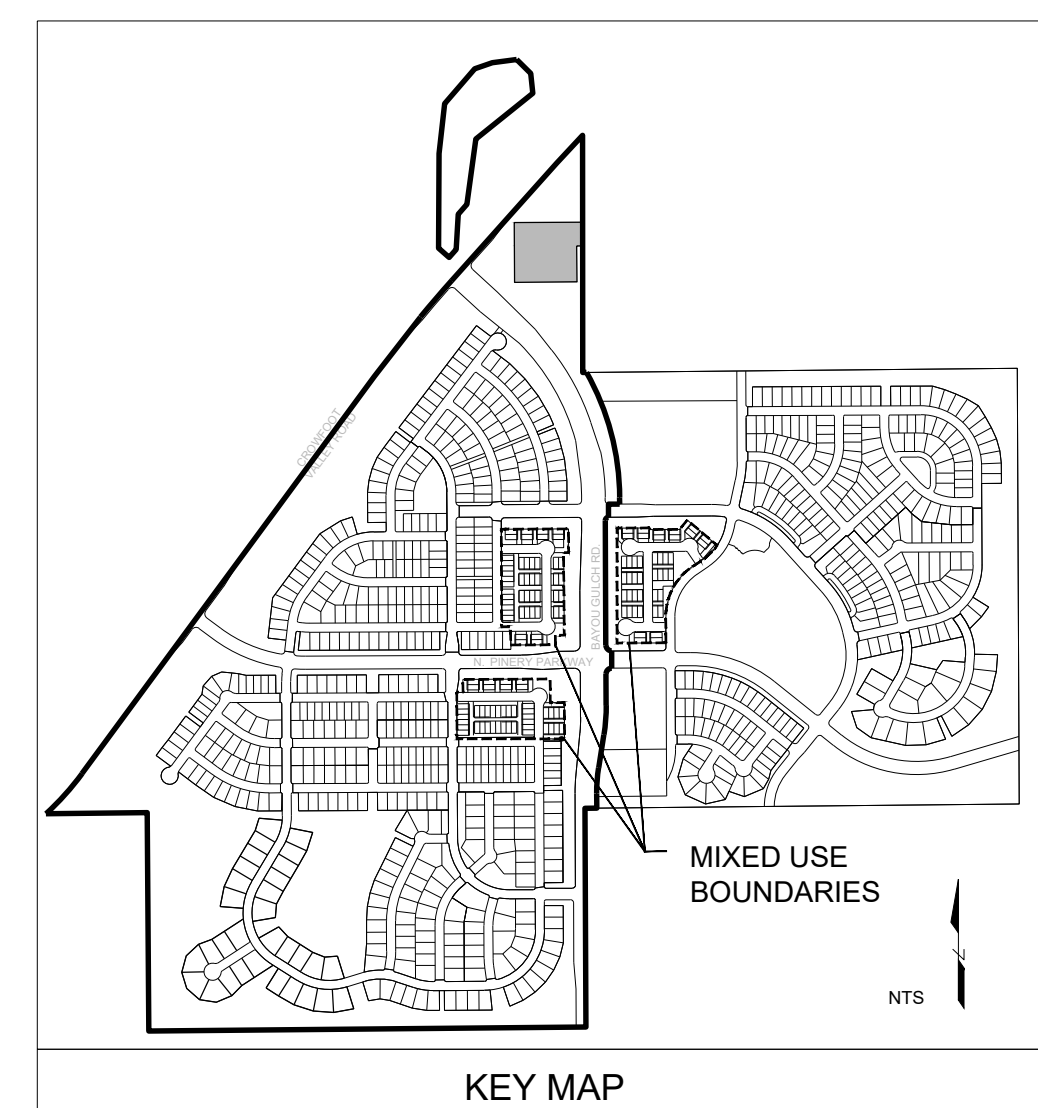 CROWFOOT
VALLEY ROAD
BAYOU GULCH RD.
N. PINERY PARKWAY
MIXED USE
BOUNDARIES
N
NTS
KEY MAP